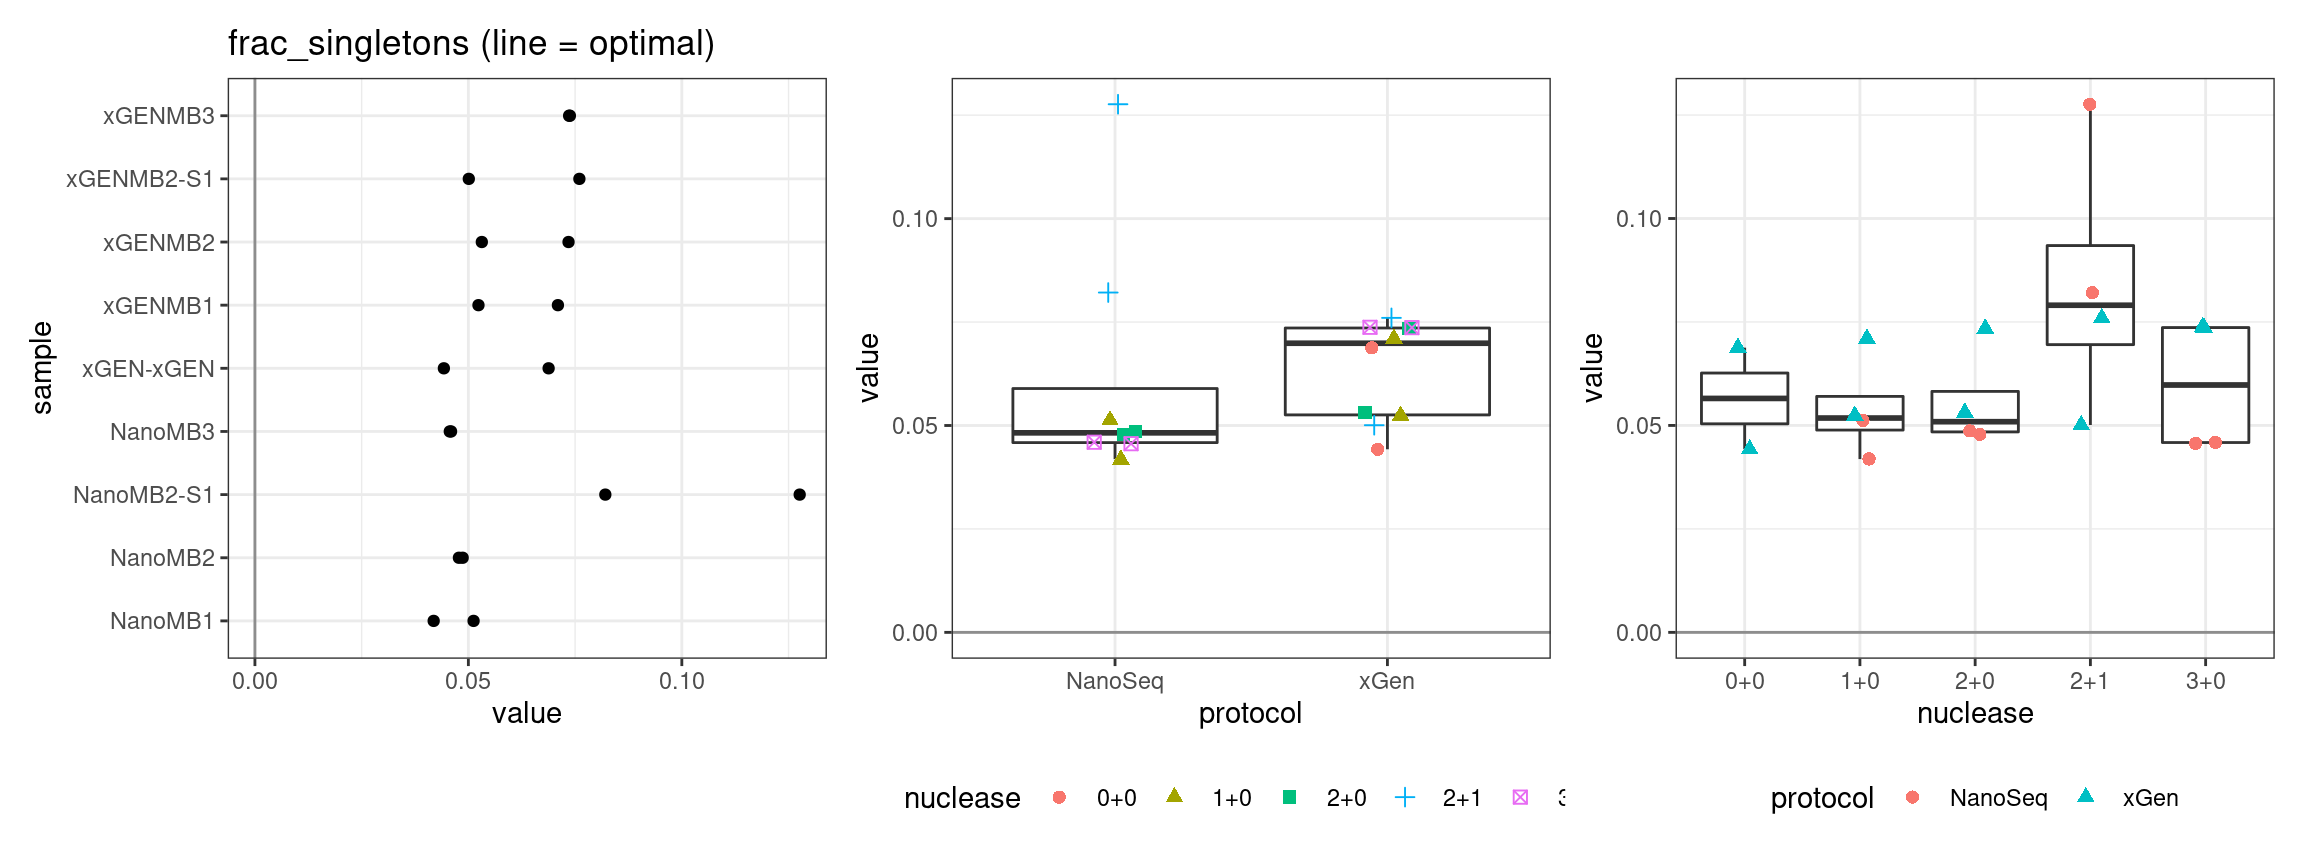 frac_singletons (line = optimal)
sample
xGENMB3
xGENMB2-S1
xGENMB2
xGENMB1
xGEN-xGEN
NanoMB3
NanoMB2-S1
NanoMB2
NanoMB1
0.00 0.05 0.10
value
value
0.10
0.05
0.00
NanoSeq xGen
protocol
nuclease 0+0 1+0 2+0 2+1
value
0.10
0.05
0.00
0+0 1+0 2+0 2+1 3+0
nuclease
protocol NanoSeq xGen